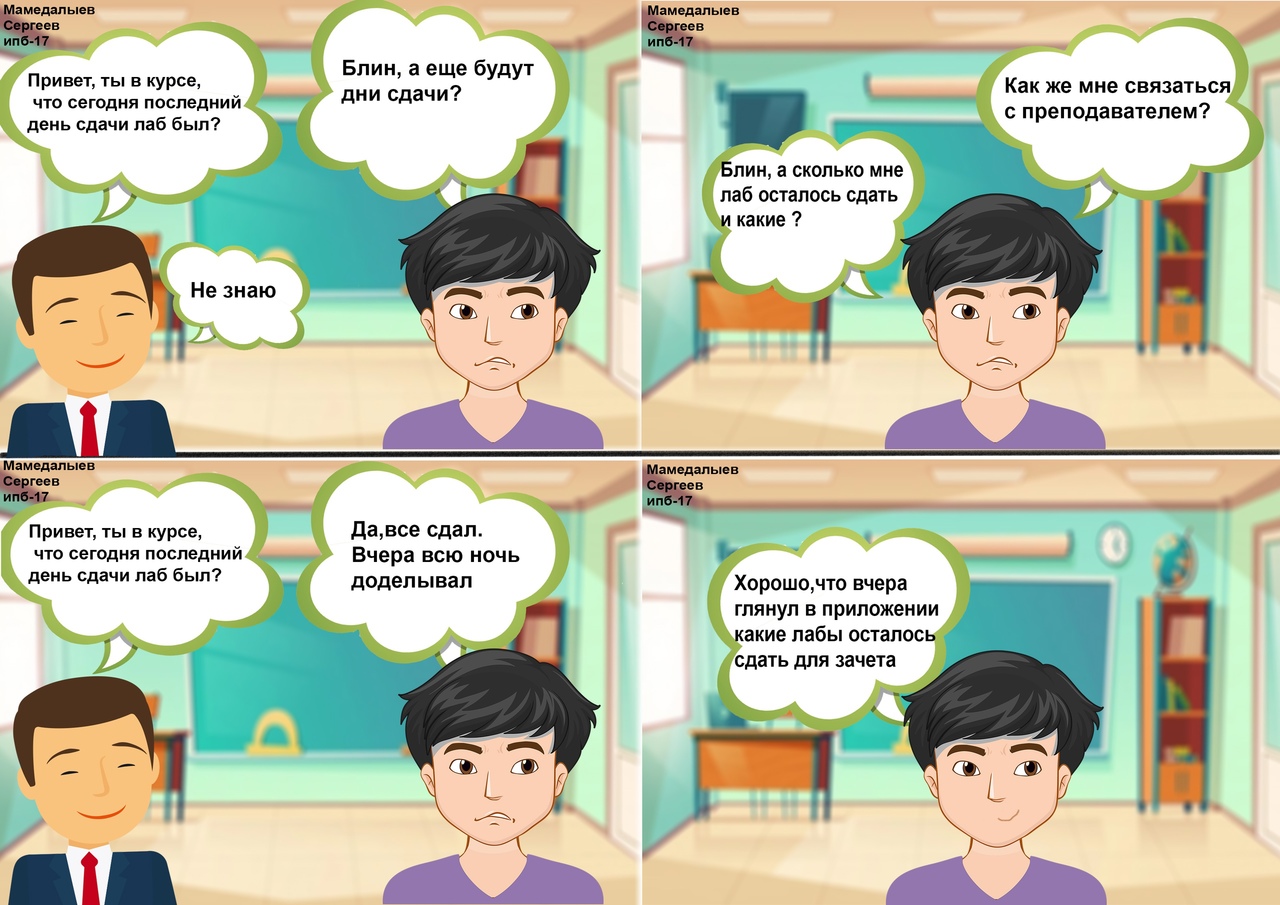 Мамедалыев
Сергеев
ипб-17
Привет, ты в курсе,
что сегодня последний
день сдачи лаб был?
Блин, а еще будут
дни сдачи?
Не знаю
Мамедалыев
Сергеев
ипб-17
Как же мне связаться
с преподавателем?
Блин, а сколько мне
лаб осталось сдать
и какие ?
Мамедалыев
Сергеев
ипб-17
Привет, ты в курсе,
что сегодня последний
день сдачи лаб был?
Да,все сдал.
Вчера всю ночь
доделывал
Мамедалыев
Сергеев
ипб-17
Хорошо,что вчера
глянул в приложении
какие лабы осталось
сдать для зачета